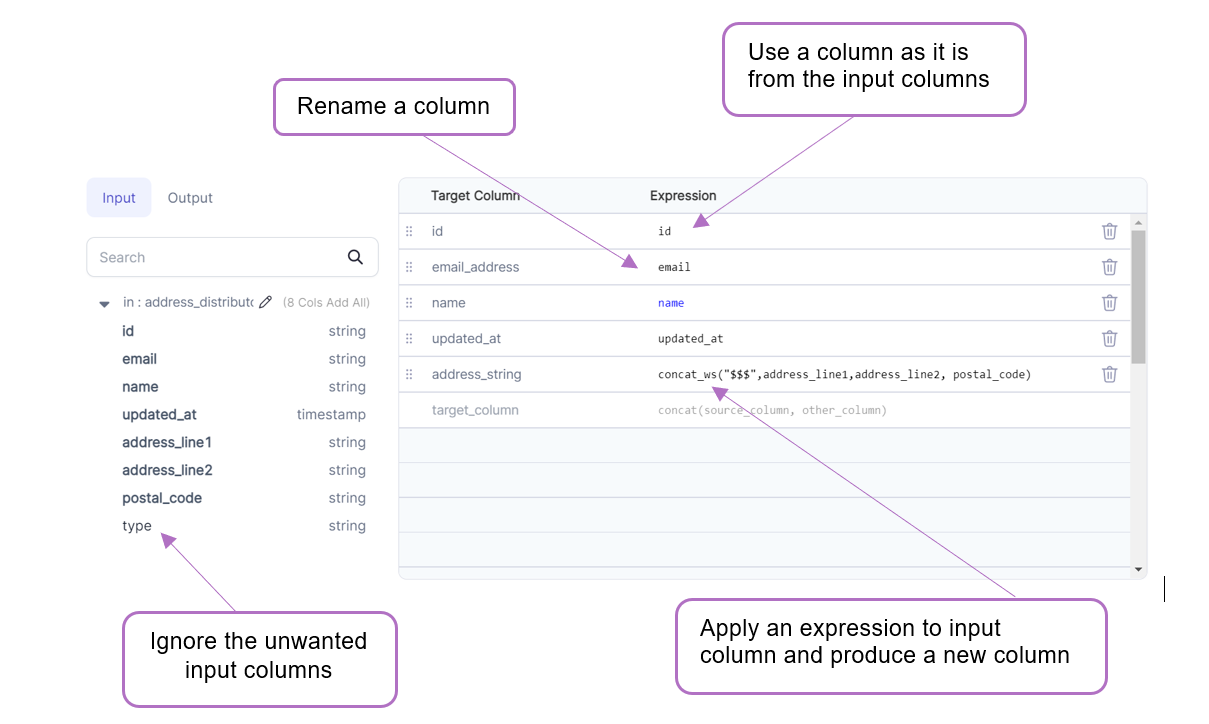 Use a column as it is
from the input columns
Rename a column
Input Output
Target Column Expression
Search
id id
email_address email
in : address_distributo (8 Cols Add All)
name name
id string
updated_at updated_at
email string
address_string concat_ws("$$$",address_line1,address_line2, postal_code)
name string
target_column concat(source_column, other_column)
updated_at timestamp
address_line1 string
address_line2 string
postal_code string
type string
Ignore the unwanted
input columns
Apply an expression to input
column and produce a new column